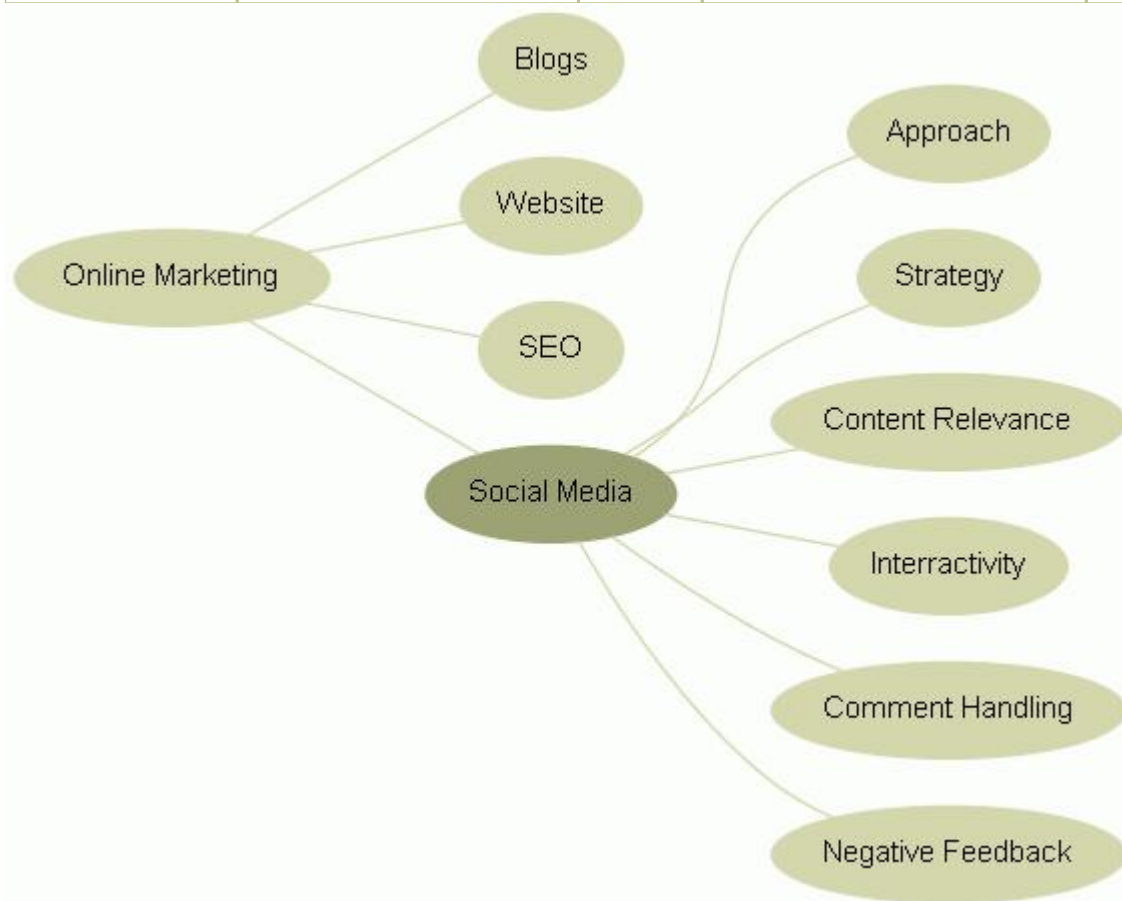 Online Marketing
Blogs
Website
SEO
Social Media
Approach
Strategy
Content Relevance
Interractivity
Comment Handling
Negative Feedback